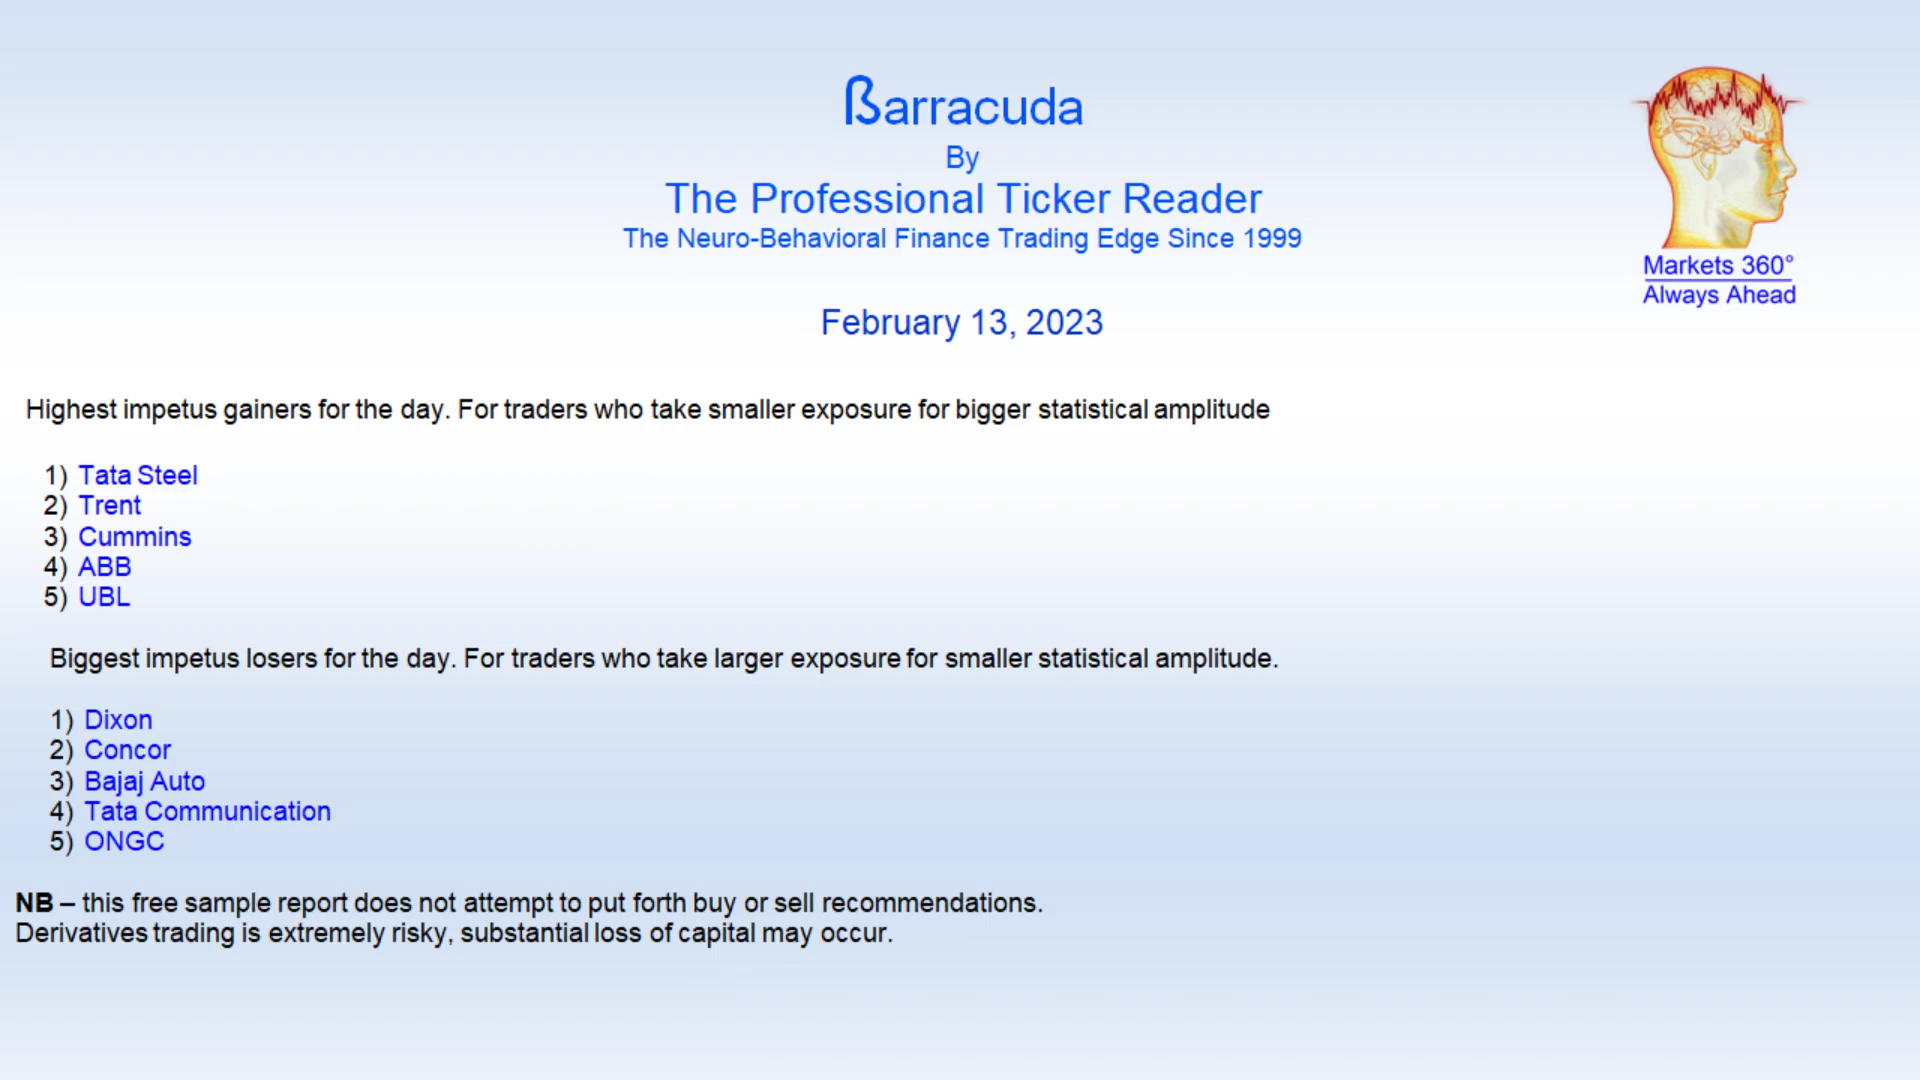 ßarracuda
By
The Professional Ticker Reader
The Neuro-Behavioral Finance Trading Edge Since 1999
Markets 360°
Always Ahead
February 13, 2023
Highest impetus gainers for the day. For traders who take smaller exposure for bigger statistical amplitude
1) Tata Steel
2) Trent
3) Cummins
4) ABB
5) UBL
Biggest impetus losers for the day. For traders who take larger exposure for smaller statistical amplitude.
1) Dixon
2) Concor
3) Bajaj Auto
4) Tata Communication
5) ONGC
NB – this free sample report does not attempt to put forth buy or sell recommendations.
Derivatives trading is extremely risky, substantial loss of capital may occur.